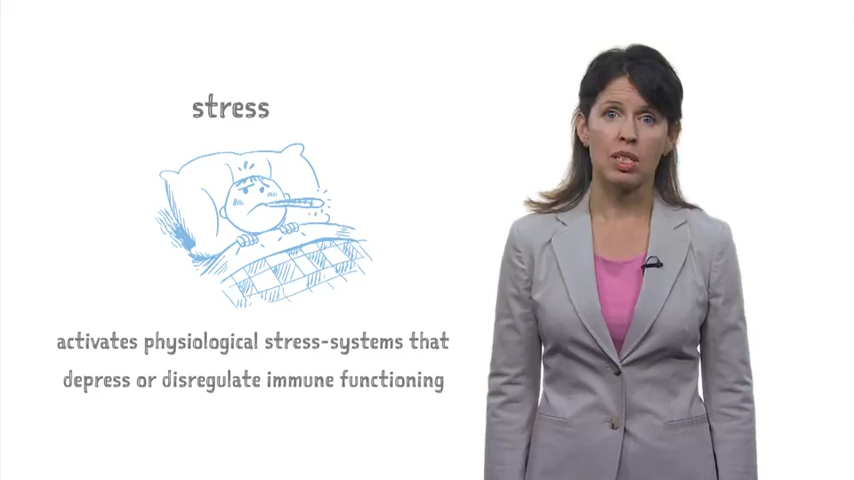 stress
activates physiological stress-systems that
depress or disregulate immune functioning